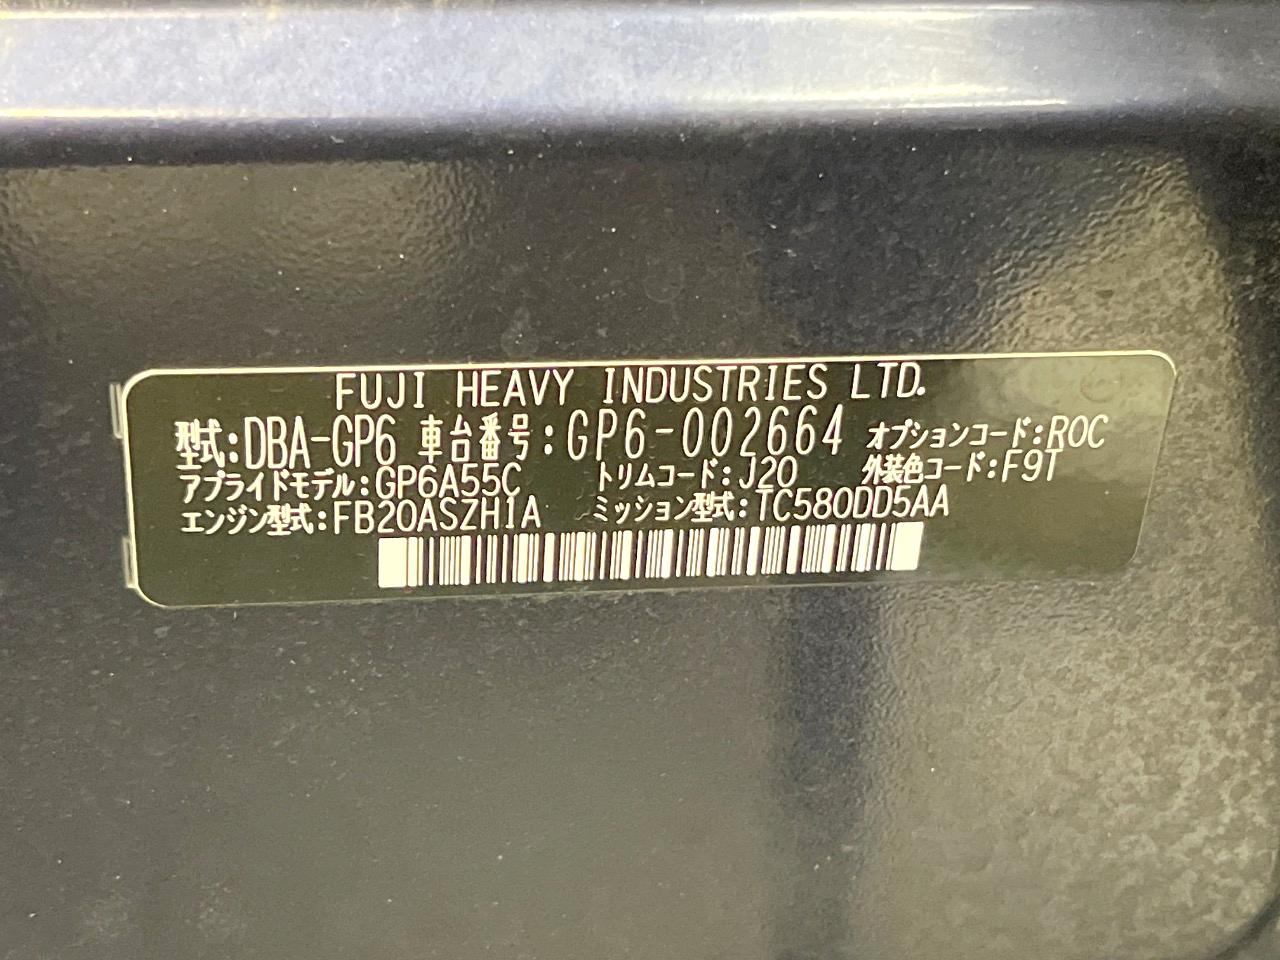 FUJI HEAVY INDUSTRIES LTD.
型式:DBA-GP6 車台番号:GP6-002664 オプションコード:ROC
アプライドモデル:GP6A55C トリムコード:J20 外装色コード:F9T
エンジン型式:FB20ASZH1A ミッション型式:TC580DD5AA